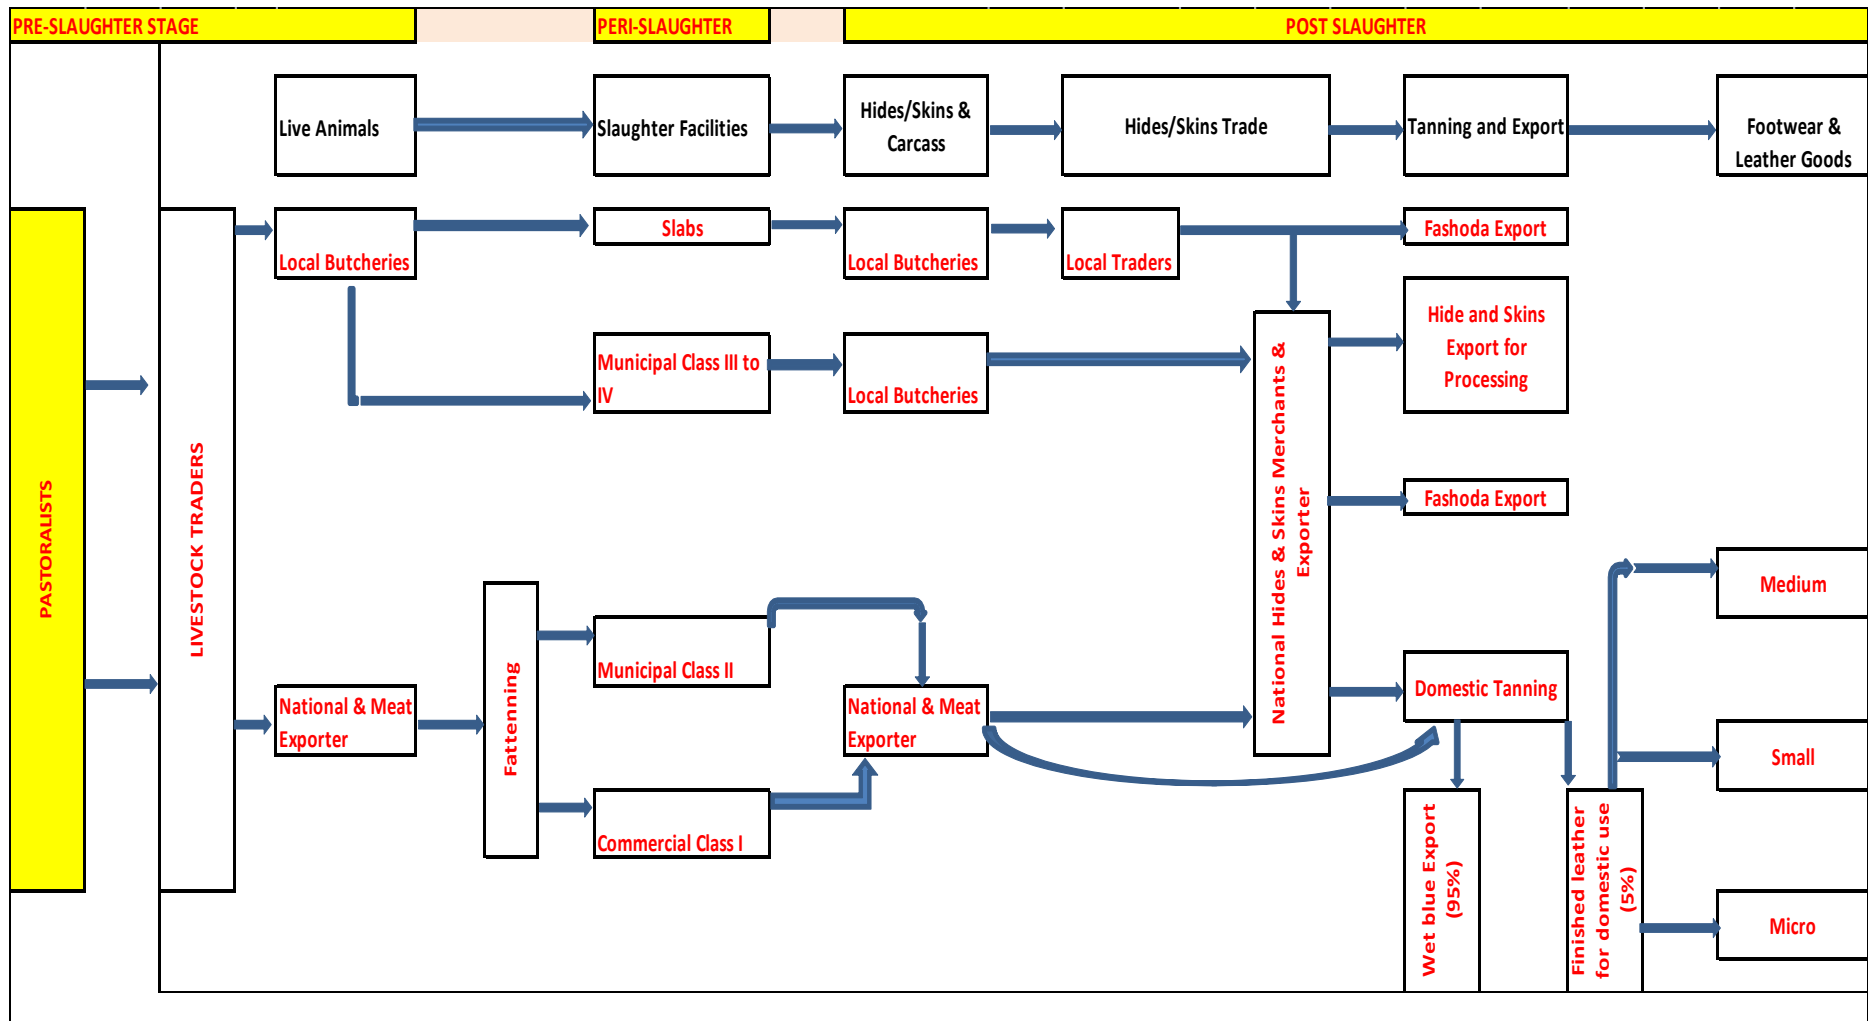 PRE-SLAUGHTER STAGE
PERI-SLAUGHTER
POST SLAUGHTER
Live Animals
Slaughter Facilities
Hides/Skins &
Carcass
Hides/Skins Trade
Tanning and Export
Footwear &
Leather Goods
PASTORALISTS
LIVESTOCK TRADERS
Local Butcheries
Slabs
Local Butcheries
Local Traders
Fashoda Export
Municipal Class III to
IV
Local Butcheries
National Hides & Skins Merchants &
Exporter
Hide and Skins
Export for
Processing
Fashoda Export
National & Meat
Exporter
Fattenning
Municipal Class II
Commercial Class I
National & Meat
Exporter
Domestic Tanning
Wet blue Export
(95%)
Finished leather
for domestic use
(5%)
Medium
Small
Micro